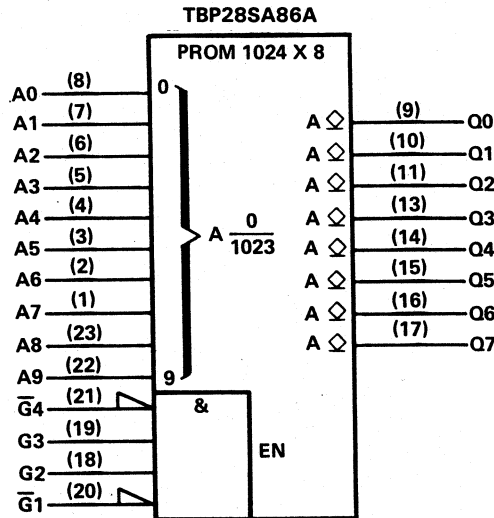 TBP28SA86A
PROM 1024 X 8
A0 (8) 0
A1 (7)
A2 (6)
A3 (5)
A4 (4)
A5 (3)
A6 (2)
A7 (1)
A8 (23)
A9 (22) 9
A 0
1023
G̅4 (21) &
G3 (19)
G2 (18) EN
G̅1 (20)
A (9) Q0
A (10) Q1
A (11) Q2
A (13) Q3
A (14) Q4
A (15) Q5
A (16) Q6
A (17) Q7